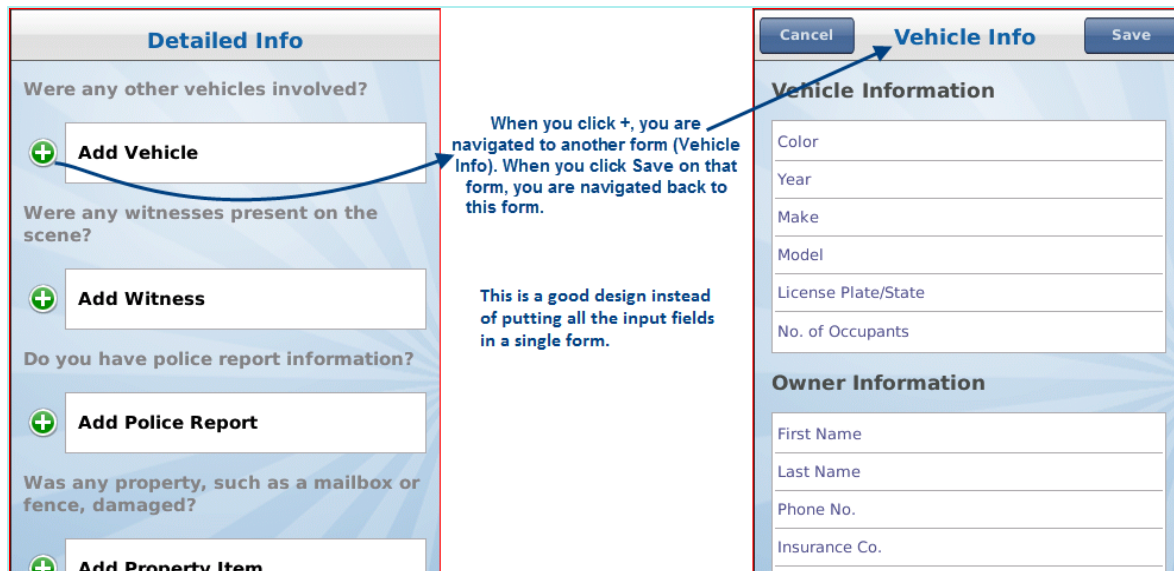 Detailed Info
Were any other vehicles involved?
Add Vehicle
Were any witnesses present on the
scene?
Add Witness
Do you have police report information?
Add Police Report
Was any property, such as a mailbox or
fence, damaged?
Add Property Item
When you click +, you are
navigated to another form (Vehicle
Info). When you click Save on that
form, you are navigated back to
this form.
This is a good design instead
of putting all the input fields
in a single form.
Cancel
Vehicle Info
Save
Vehicle Information
Color
Year
Make
Model
License Plate/State
No. of Occupants
Owner Information
First Name
Last Name
Phone No.
Insurance Co.